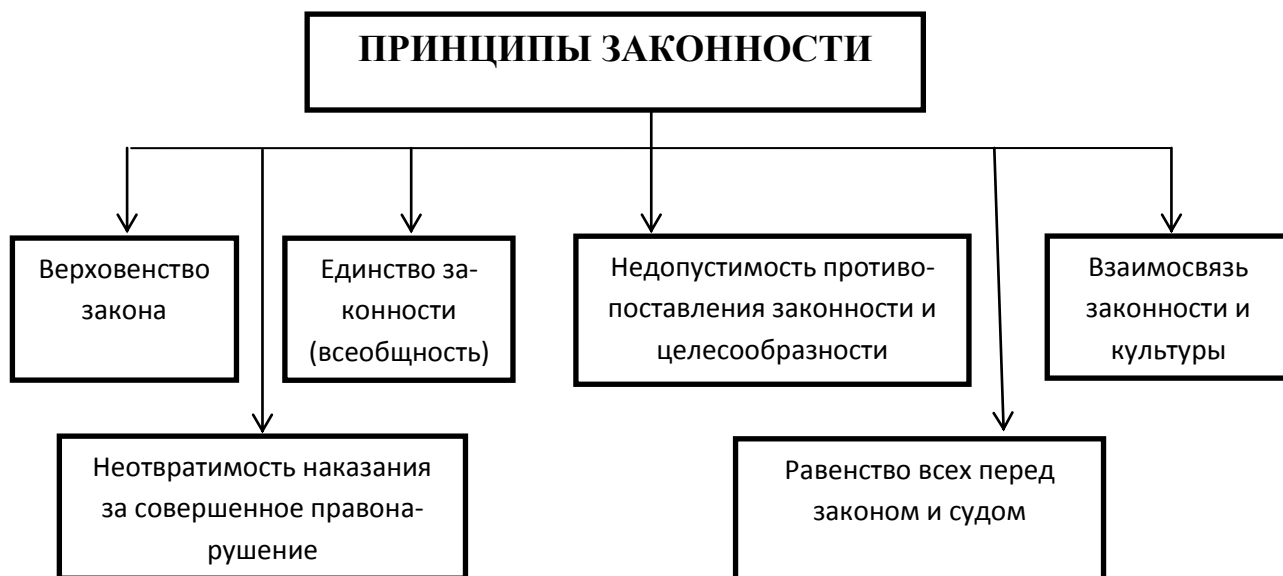 ПРИНЦИПЫ ЗАКОННОСТИ
Верховенство
закона
Единство за-
конности
(всеобщность)
Недопустимость противо-
поставления законности и
целесообразности
Взаимосвязь
законности и
культуры
Неотвратимость наказания
за совершенное правона-
рушение
Равенство всех перед
законом и судом